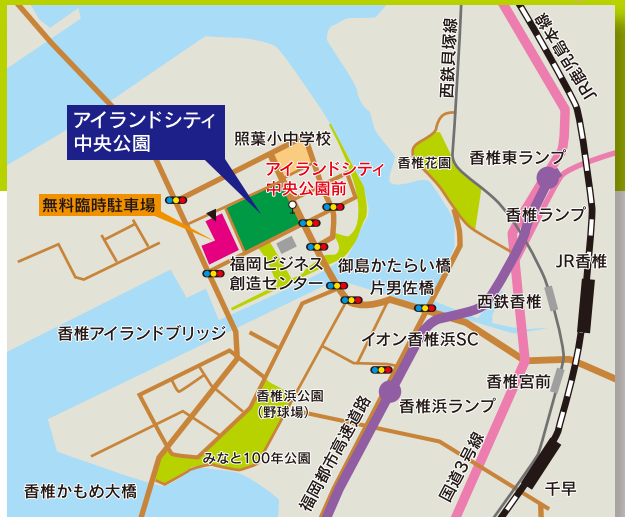 西鉄貝塚線
JR鹿児島本線
アイランドシティ
中央公園
照葉小中学校
アイランドシティ
中央公園前
香椎花園
香椎東ランプ
無料臨時駐車場
香椎ランプ
福岡ビジネス
創造センター
御島かたらい橋
片男佐橋
JR香椎
西鉄香椎
香椎アイランドブリッジ
イオン香椎浜SC
香椎宮前
香椎浜公園
(野球場)
香椎浜ランプ
福岡都市高速道路
国道3号線
みなと100年公園
香椎かもめ大橋
千早